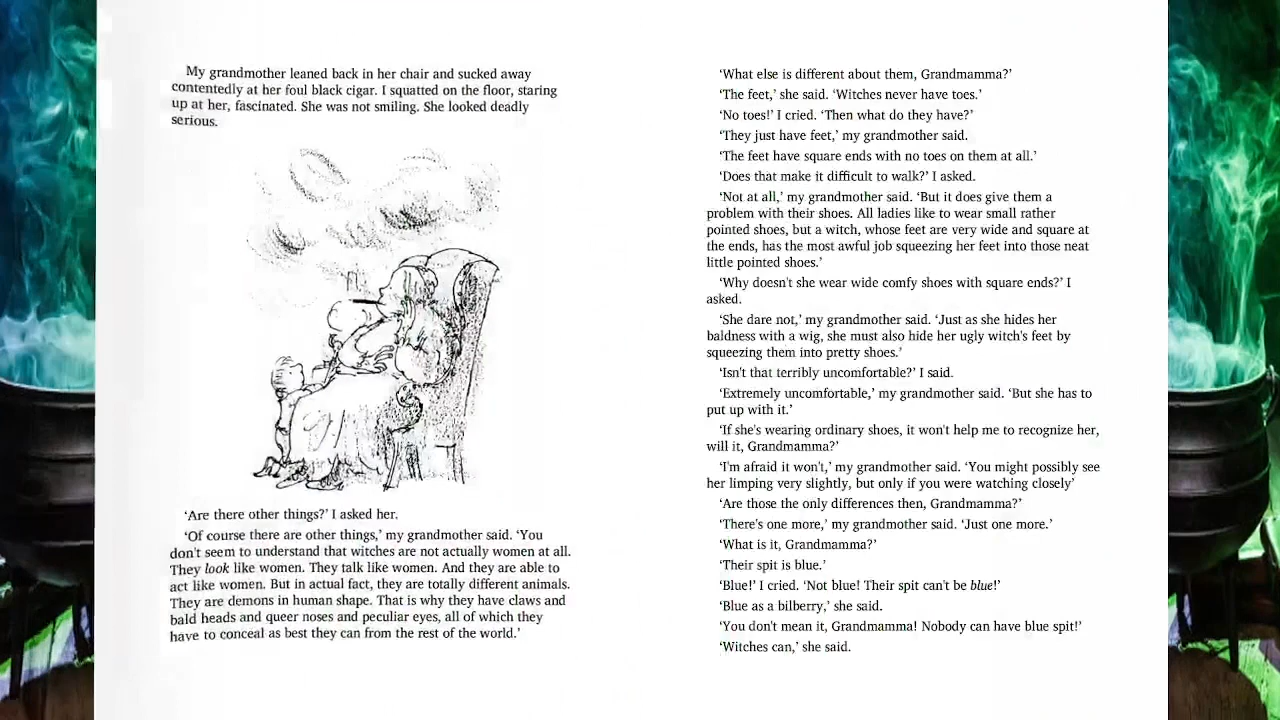 My grandmother leaned back in her chair and sucked away
contentedly at her foul black cigar. I squatted on the floor, staring
up at her, fascinated. She was not smiling. She looked deadly
serious.
‘Are there other things?’ I asked her.
‘Of course there are other things,’ my grandmother said. ‘You
don't seem to understand that witches are not actually women at all.
They look like women. They talk like women. And they are able to
act like women. But in actual fact, they are totally different animals.
They are demons in human shape. That is why they have claws and
bald heads and queer noses and peculiar eyes, all of which they
have to conceal as best they can from the rest of the world.’
‘What else is different about them, Grandmamma?’
‘The feet,’ she said. ‘Witches never have toes.’
‘No toes!’ I cried. ‘Then what do they have?’
‘They just have feet,’ my grandmother said.
‘The feet have square ends with no toes on them at all.’
‘Does that make it difficult to walk?’ I asked.
‘Not at all,’ my grandmother said. ‘But it does give them a
problem with their shoes. All ladies like to wear small rather
pointed shoes, but a witch, whose feet are very wide and square at
the ends, has the most awful job squeezing her feet into those neat
little pointed shoes.’
‘Why doesn't she wear wide comfy shoes with square ends?’ I
asked.
‘She dare not,’ my grandmother said. ‘Just as she hides her
baldness with a wig, she must also hide her ugly witch's feet by
squeezing them into pretty shoes.’
‘Isn't that terribly uncomfortable?’ I said.
‘Extremely uncomfortable,’ my grandmother said. ‘But she has to
put up with it.’
‘If she's wearing ordinary shoes, it won't help me to recognize her,
will it, Grandmamma?’
‘I'm afraid it won't,’ my grandmother said. ‘You might possibly see
her limping very slightly, but only if you were watching closely’
‘Are those the only differences then, Grandmamma?’
‘There's one more,’ my grandmother said. ‘Just one more.’
‘What is it, Grandmamma?’
‘Their spit is blue.’
‘Blue!’ I cried. ‘Not blue! Their spit can't be blue!’
‘Blue as a bilberry,’ she said.
‘You don't mean it, Grandmamma! Nobody can have blue spit!’
‘Witches can,’ she said.